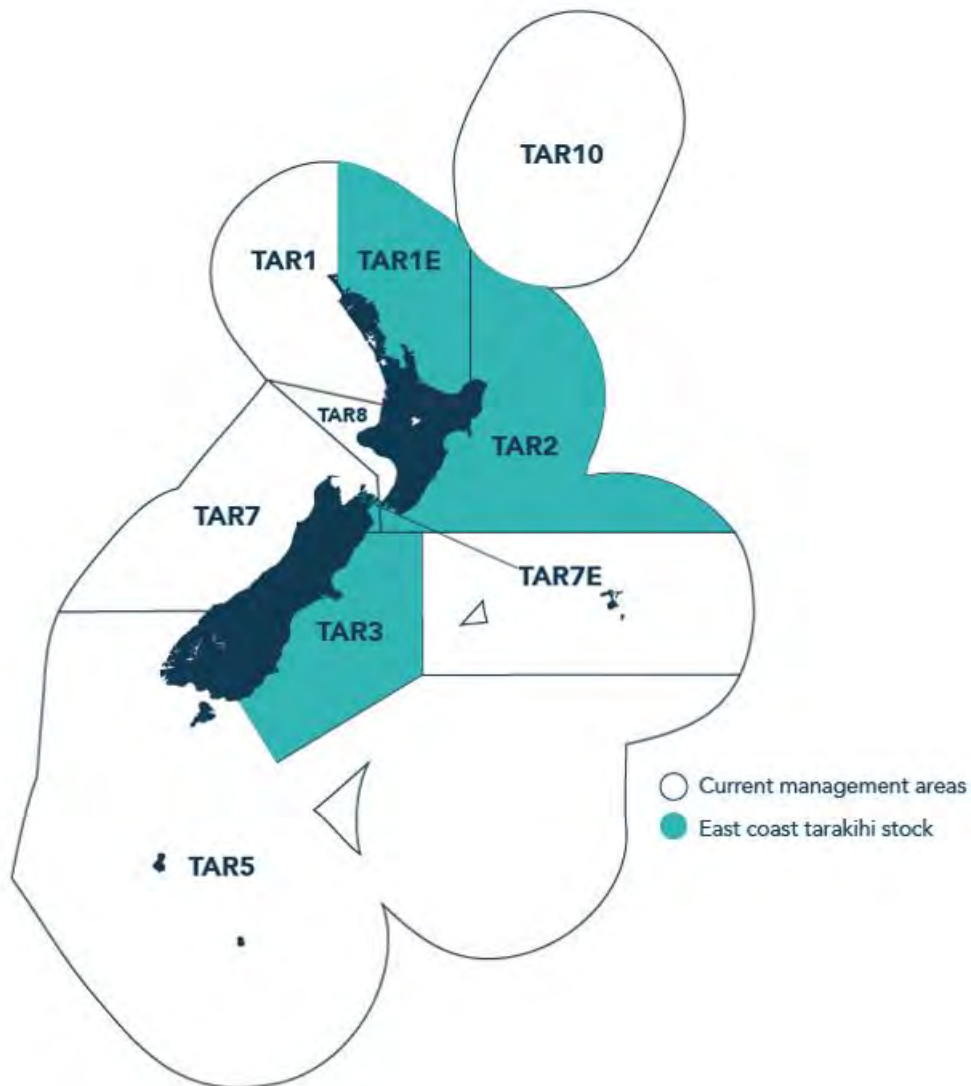 TAR10
TAR1
TAR1E
TAR8
TAR2
TAR7
TAR7E
TAR3
Current management areas
East coast tarakihi stock
TAR5